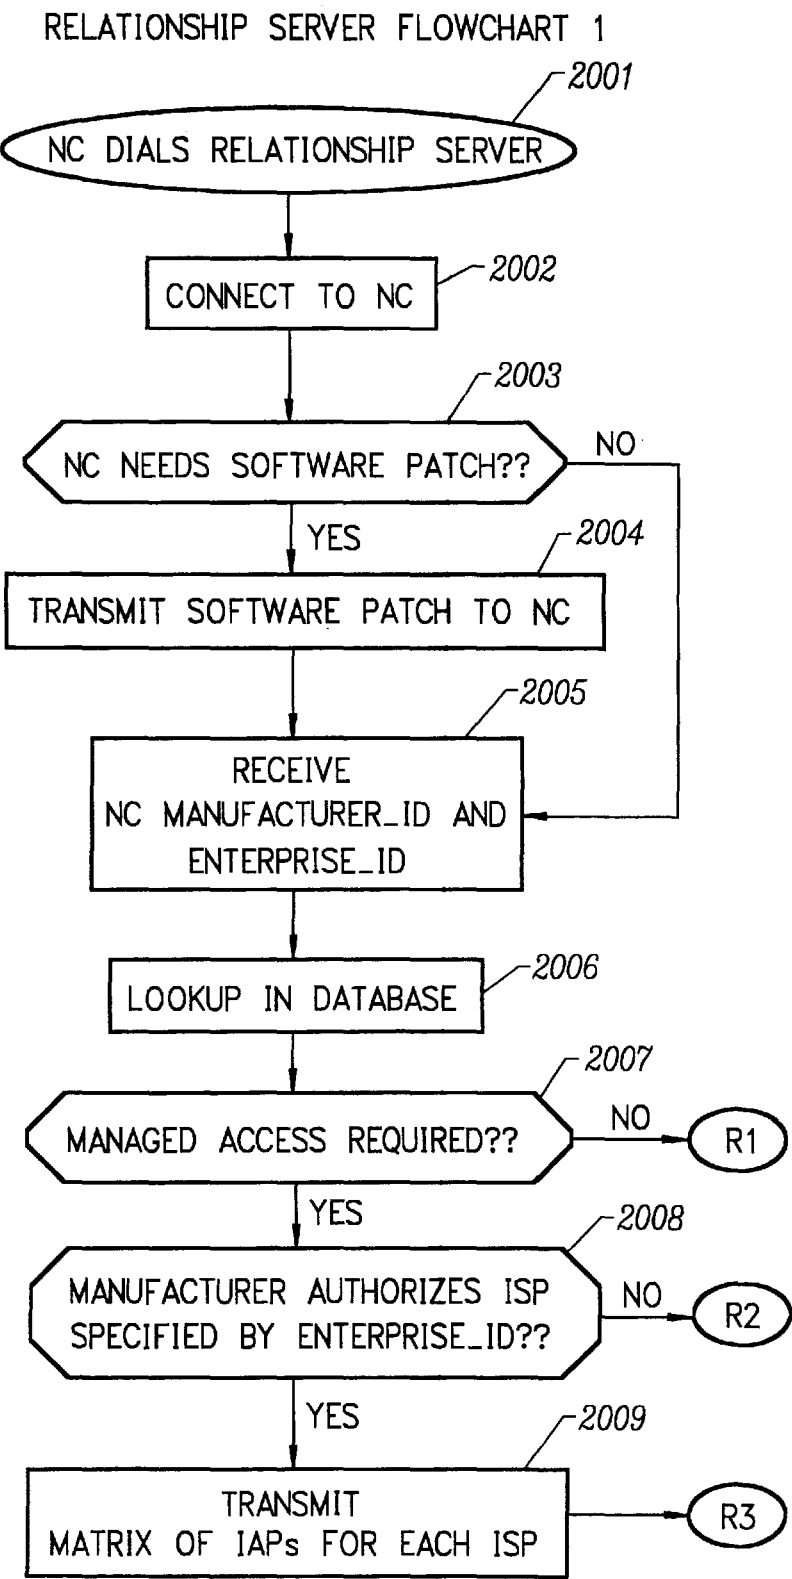 RELATIONSHIP SERVER FLOWCHART 1
2001
NC DIALS RELATIONSHIP SERVER
2002
CONNECT TO NC
2003
NC NEEDS SOFTWARE PATCH??
NO
YES
2004
TRANSMIT SOFTWARE PATCH TO NC
2005
RECEIVE
NC MANUFACTURER_ID AND
ENTERPRISE_ID
2006
LOOKUP IN DATABASE
2007
MANAGED ACCESS REQUIRED??
NO
R1
YES
2008
MANUFACTURER AUTHORIZES ISP
SPECIFIED BY ENTERPRISE_ID??
NO
R2
YES
2009
TRANSMIT
MATRIX OF IAPs FOR EACH ISP
R3